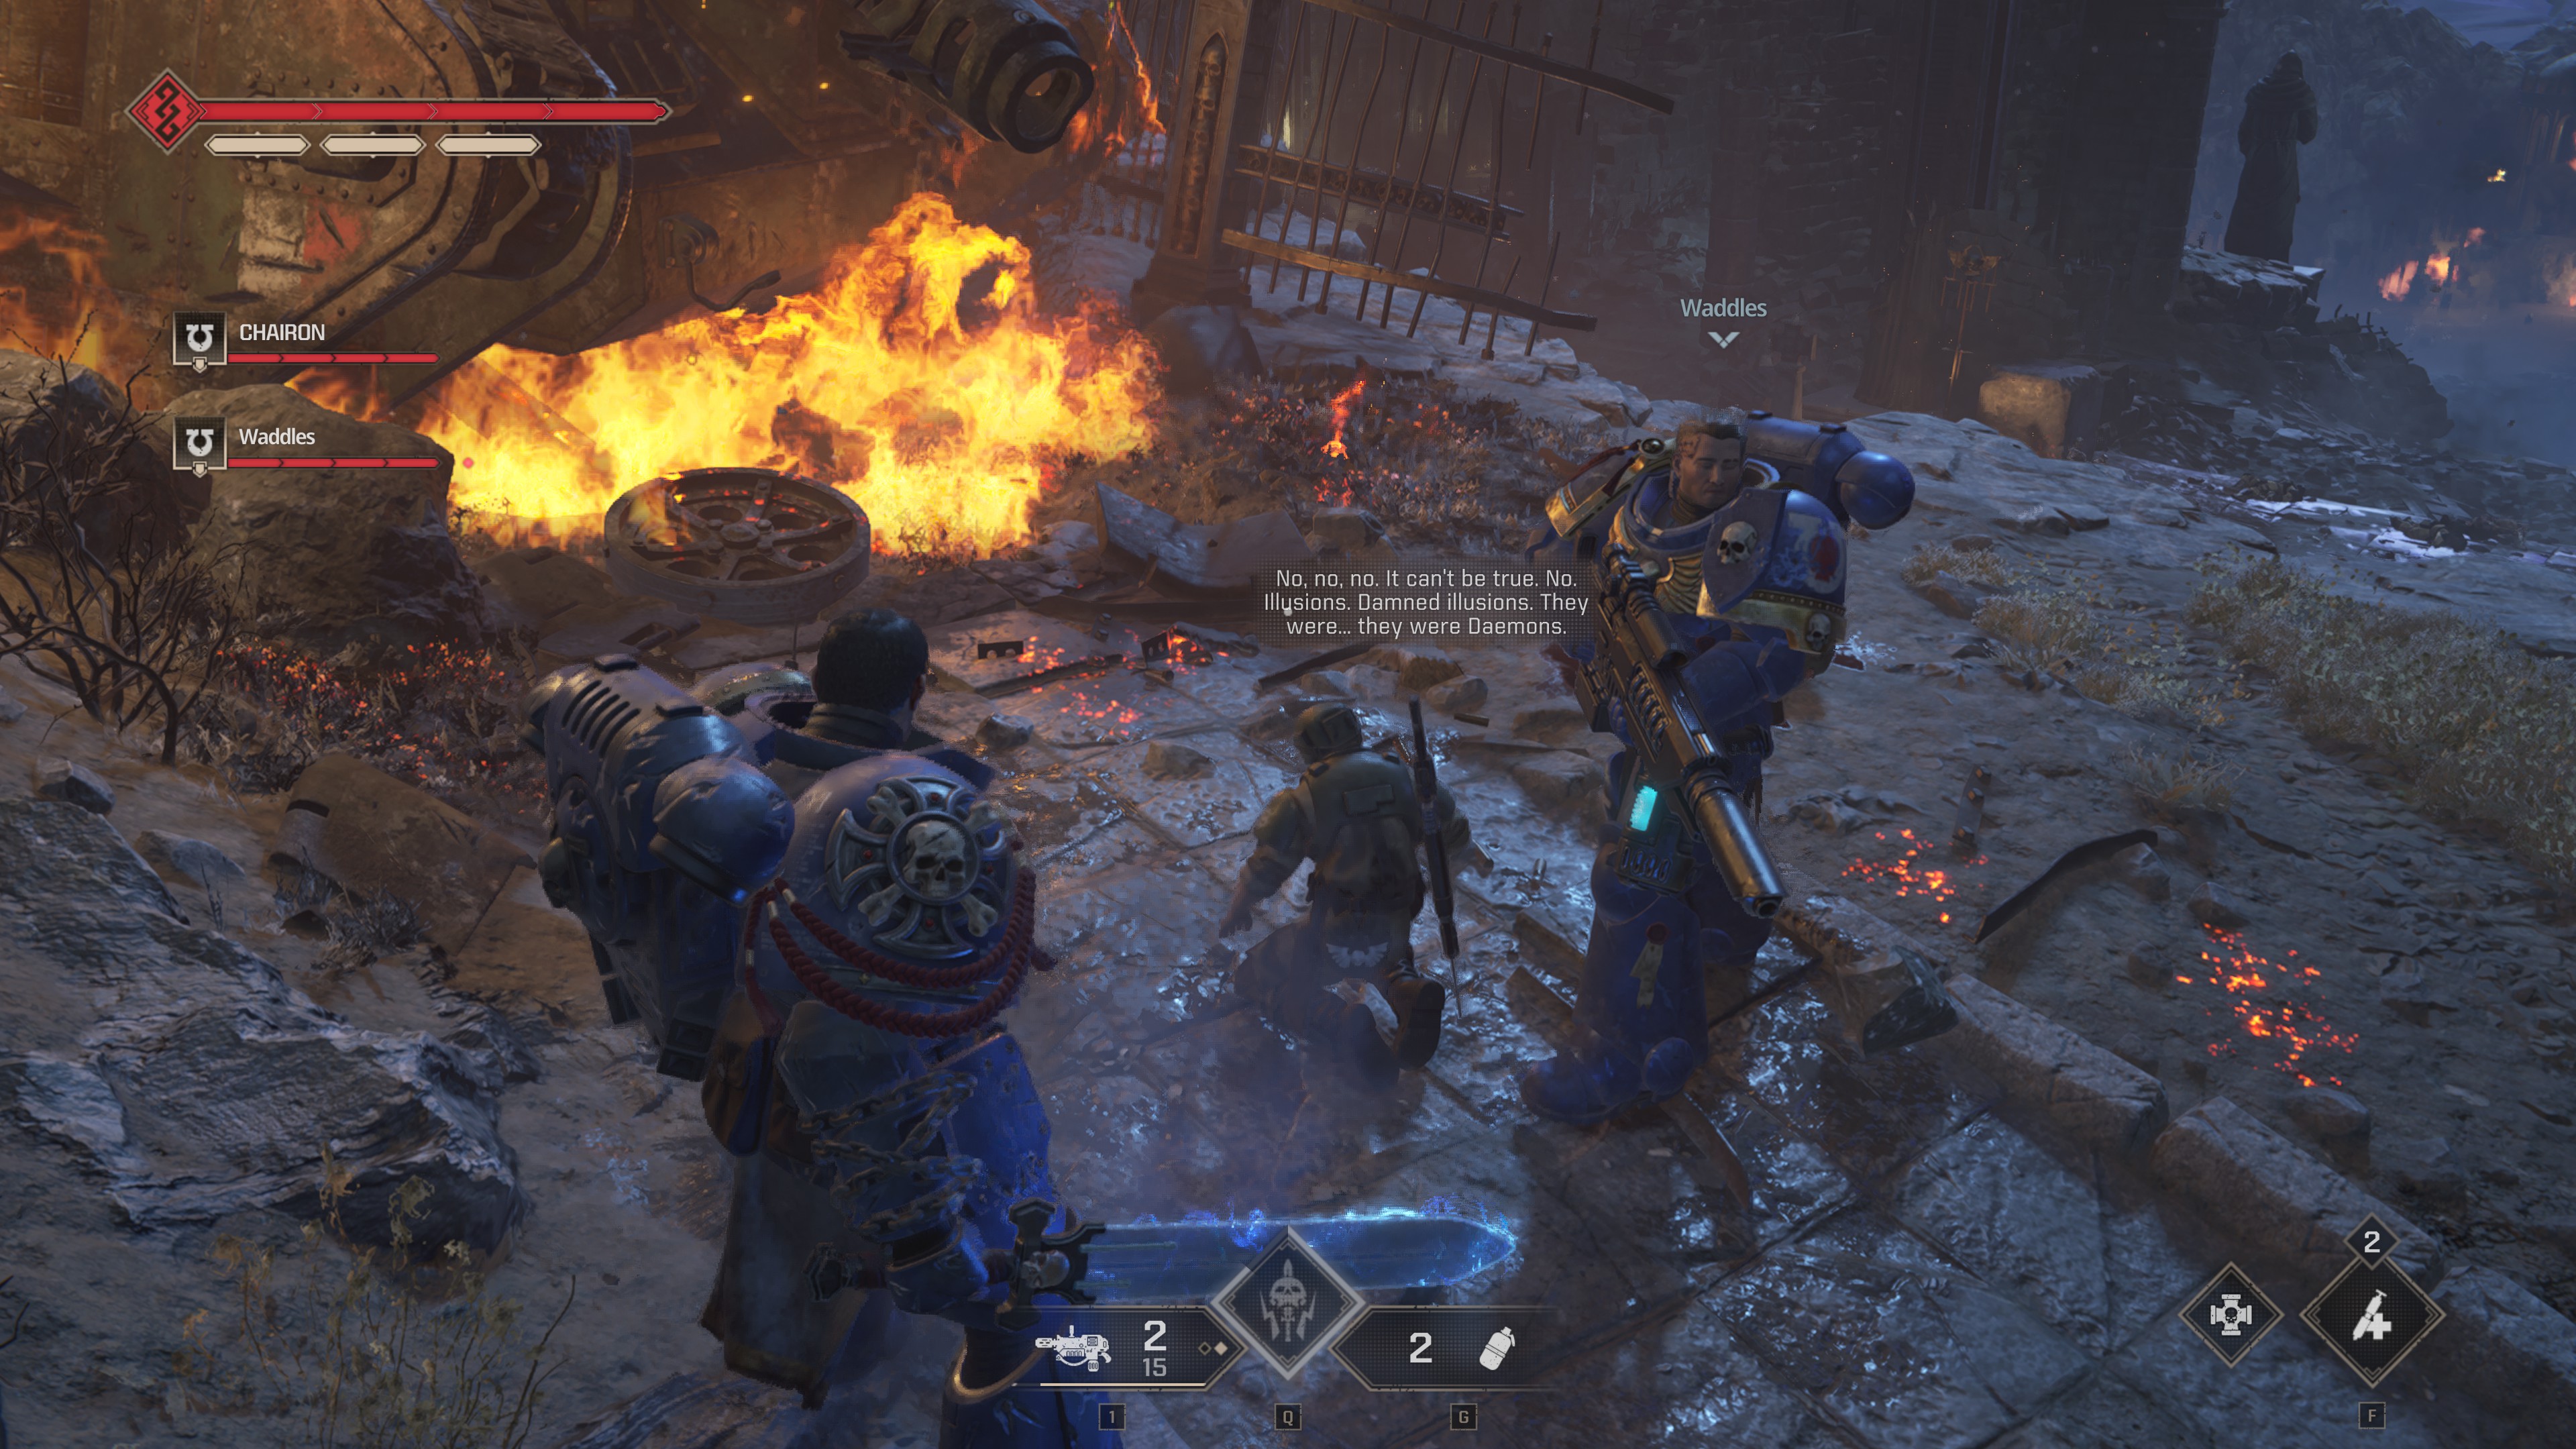 CHAIRON
Waddles
Waddles
No, no, no. It can't be true. No.
Illusions. Damned illusions. They
were... they were Daemons.
2
15
2
2
1
Q
G
F